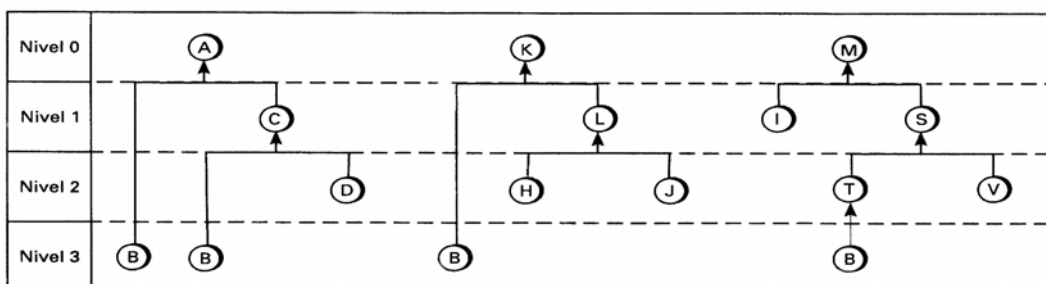 Nivel 0 A K M
Nivel 1 C L I S
Nivel 2 D H J T V
Nivel 3 B B B B